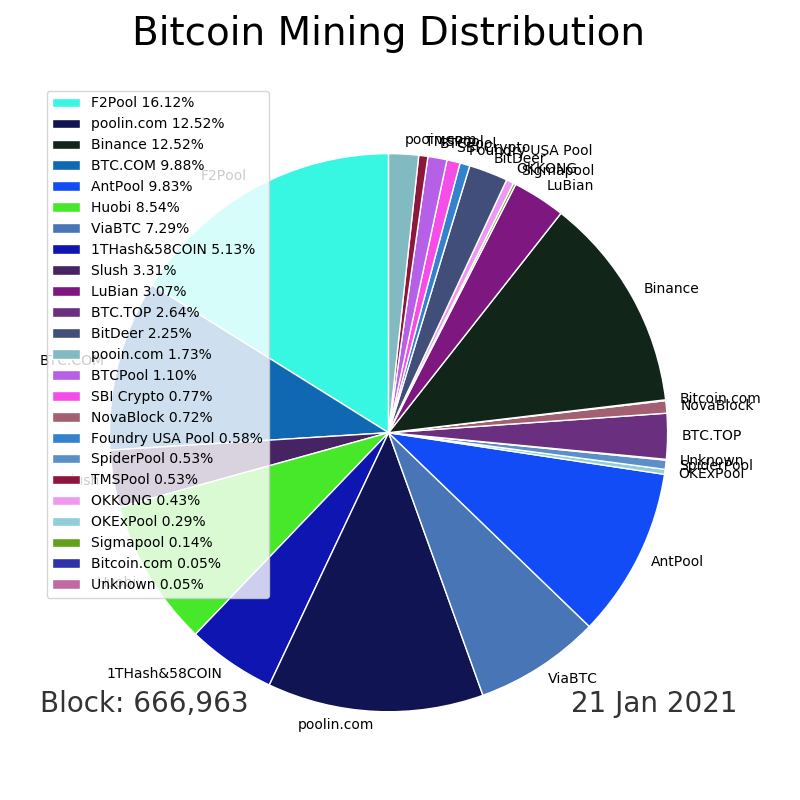 Bitcoin Mining Distribution
F2Pool 16.12%
poolin.com 12.52%
Binance 12.52%
BTC.COM 9.88%
AntPool 9.83%
Huobi 8.54%
ViaBTC 7.29%
1THash&58COIN 5.13%
Slush 3.31%
LuBian 3.07%
BTC.TOP 2.64%
BitDeer 2.25%
pooin.com 1.73%
BTCPool 1.10%
SBI Crypto 0.77%
NovaBlock 0.72%
Foundry USA Pool 0.58%
SpiderPool 0.53%
TMSPool 0.53%
OKKONG 0.43%
OKExPool 0.29%
Sigmapool 0.14%
Bitcoin.com 0.05%
Unknown 0.05%
pooin.com
TMSPool
BTCPool
SBI Crypto
Foundry USA Pool
BitDeer
OKKONG
Sigmapool
LuBian
F2Pool
Binance
BTC.COM
Bitcoin.com
NovaBlock
BTC.TOP
Unknown
SpiderPool
OKExPool
AntPool
1THash&58COIN
ViaBTC
poolin.com
Block: 666,963
21 Jan 2021